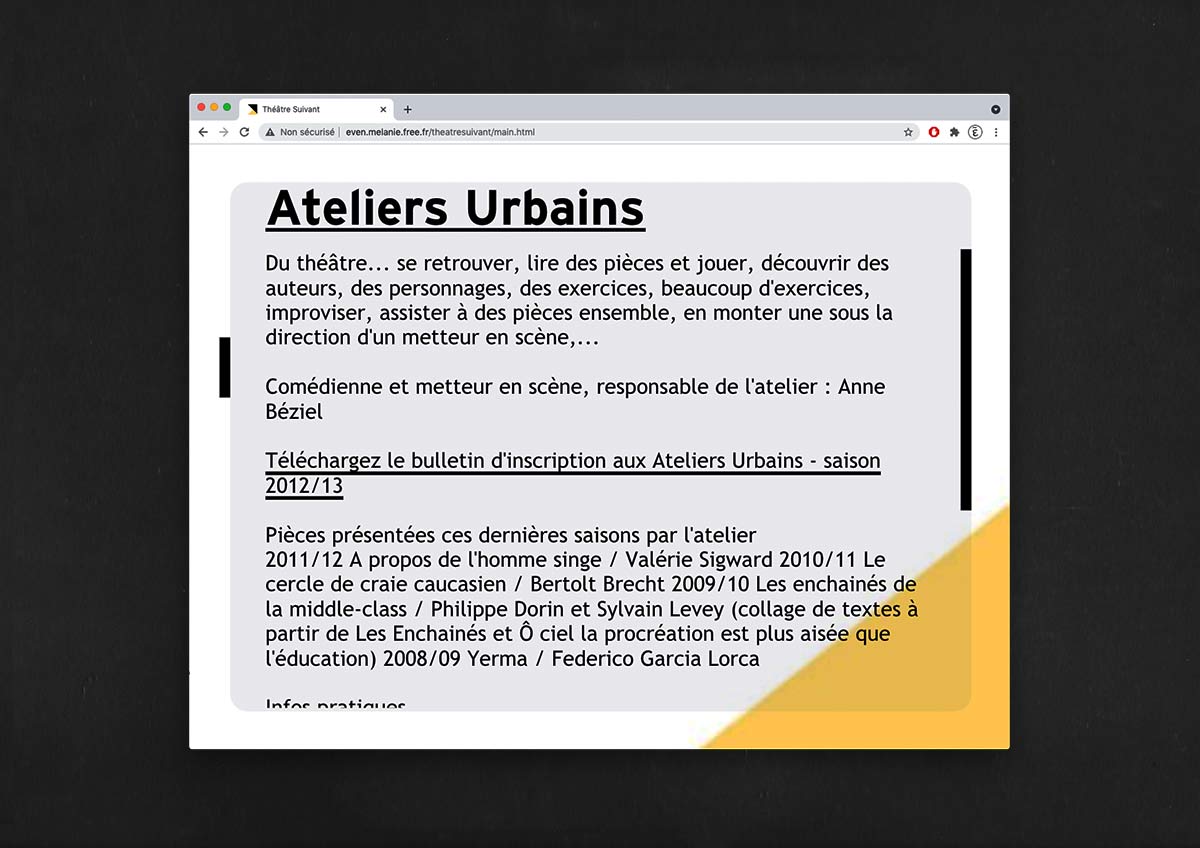 Théâtre Suivant
Non sécurisé | even.melanie.free.fr/theatresuivant/main.html
Ateliers Urbains
Du théâtre... se retrouver, lire des pièces et jouer, découvrir des
auteurs, des personnages, des exercices, beaucoup d'exercices,
improviser, assister à des pièces ensemble, en monter une sous la
direction d'un metteur en scène,...
Comédienne et metteur en scène, responsable de l'atelier : Anne
Béziel
Téléchargez le bulletin d'inscription aux Ateliers Urbains - saison
2012/13
Pièces présentées ces dernières saisons par l'atelier
2011/12 A propos de l'homme singe / Valérie Sigward 2010/11 Le
cercle de craie caucasien / Bertolt Brecht 2009/10 Les enchainés de
la middle-class / Philippe Dorin et Sylvain Levey (collage de textes à
partir de Les Enchainés et Ô ciel la procréation est plus aisée que
l'éducation) 2008/09 Yerma / Federico Garcia Lorca
Infos pratiques